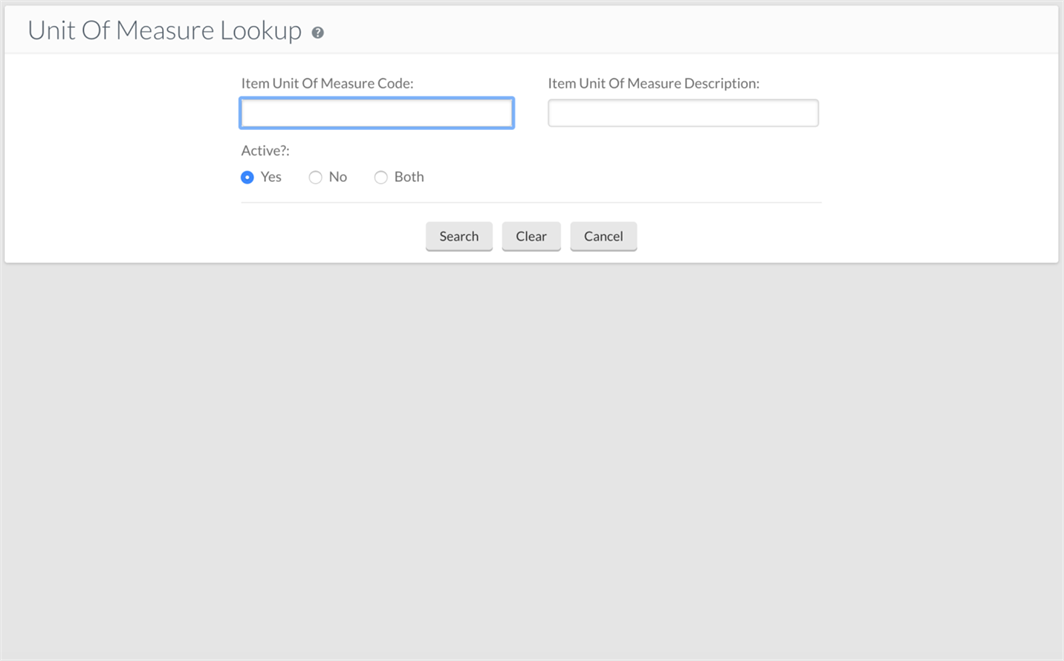 Unit Of Measure Lookup ?
Item Unit Of Measure Code: Item Unit Of Measure Description:
Active?:
Yes No Both
Search Clear Cancel